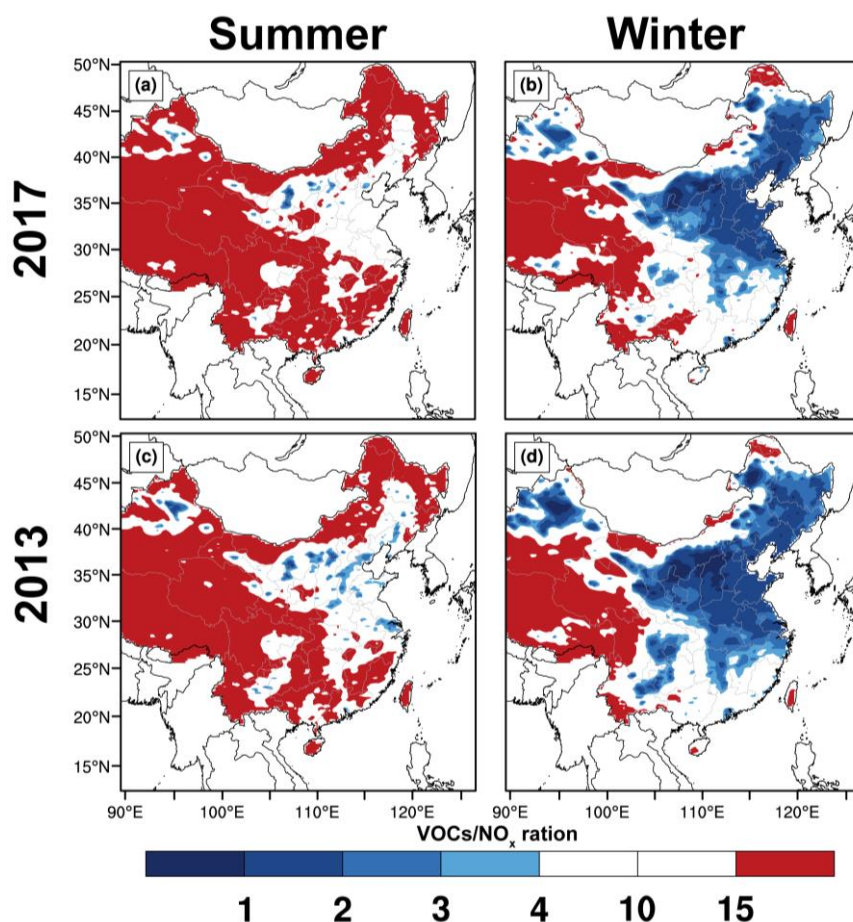 Summer Winter
2017
(a) (b)
50°N
45°N
40°N
35°N
30°N
25°N
20°N
15°N
2013
(c) (d)
50°N
45°N
40°N
35°N
30°N
25°N
20°N
15°N
90°E 100°E 110°E 120°E 90°E 100°E 110°E 120°E
VOCs/NOₓ ration
1 2 3 4 10 15